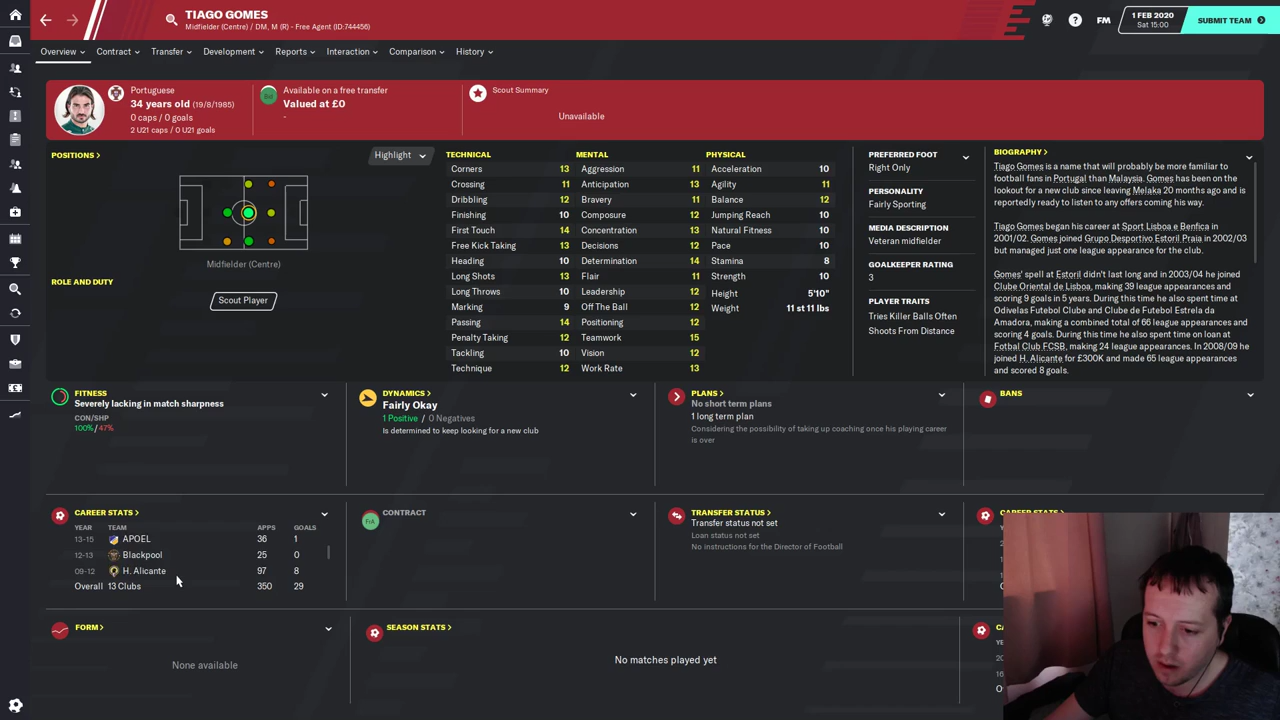 TIAGO GOMES
Midfielder (Centre) / DM, M (R) - Free Agent (ID:744456)
FM
1 FEB 2020
Sat 15:00
SUBMIT TEAM
Overview
Contract
Transfer
Development
Reports
Interaction
Comparison
History
Portuguese
34 years old (19/8/1985)
0 caps / 0 goals
2 U21 caps / 0 U21 goals
Available on a free transfer
Valued at £0
-
Scout Summary
Unavailable
POSITIONS
Highlight
Midfielder (Centre)
ROLE AND DUTY
Scout Player
TECHNICAL
Corners 13
Crossing 11
Dribbling 12
Finishing 10
First Touch 14
Free Kick Taking 13
Heading 10
Long Shots 13
Long Throws 10
Marking 9
Passing 14
Penalty Taking 12
Tackling 10
Technique 12
MENTAL
Aggression 11
Anticipation 13
Bravery 11
Composure 12
Concentration 13
Decisions 12
Determination 14
Flair 11
Leadership 12
Off The Ball 12
Positioning 12
Teamwork 15
Vision 12
Work Rate 13
PHYSICAL
Acceleration 10
Agility 11
Balance 12
Jumping Reach 10
Natural Fitness 10
Pace 10
Stamina 8
Strength 10
Height 5'10"
Weight 11 st 11 lbs
PREFERRED FOOT
Right Only
PERSONALITY
Fairly Sporting
MEDIA DESCRIPTION
Veteran midfielder
GOALKEEPER RATING
3
PLAYER TRAITS
Tries Killer Balls Often
Shoots From Distance
BIOGRAPHY
Tiago Gomes is a name that will probably be more familiar to
football fans in Portugal than Malaysia. Gomes has been on the
lookout for a new club since leaving Melaka 20 months ago and is
reportedly ready to listen to any offers coming his way.
Tiago Gomes began his career at Sport Lisboa e Benfica in
2001/02. Gomes joined Grupo Desportivo Estoril Praia in 2002/03
but managed just one league appearance for the club.
Gomes' spell at Estoril didn't last long and in 2003/04 he joined
Clube Oriental de Lisboa, making 39 league appearances and
scoring 9 goals in 5 years. During this time he also spent time at
Odivelas Futebol Clube and Clube de Futebol Estrela da
Amadora, making a combined total of 66 league appearances and
scoring 4 goals. During this time he also spent time on loan at
Fotbal Club FCSB, making 24 league appearances. In 2008/09 he
joined H. Alicante for £300K and made 65 league appearances
and scored 8 goals.
FITNESS
Severely lacking in match sharpness
CON/SHP
100% / 47%
DYNAMICS
Fairly Okay
1 Positive / 0 Negatives
Is determined to keep looking for a new club
PLANS
No short term plans
1 long term plan
Considering the possibility of taking up coaching once his playing career
is over
BANS
CAREER STATS
YEAR TEAM APPS GOALS
13-15 APOEL 36 1
12-13 Blackpool 25 0
09-12 H. Alicante 97 8
Overall 13 Clubs 350 29
CONTRACT
FrA
TRANSFER STATUS
Transfer status not set
Loan status not set
No instructions for the Director of Football
FORM
None available
SEASON STATS
No matches played yet